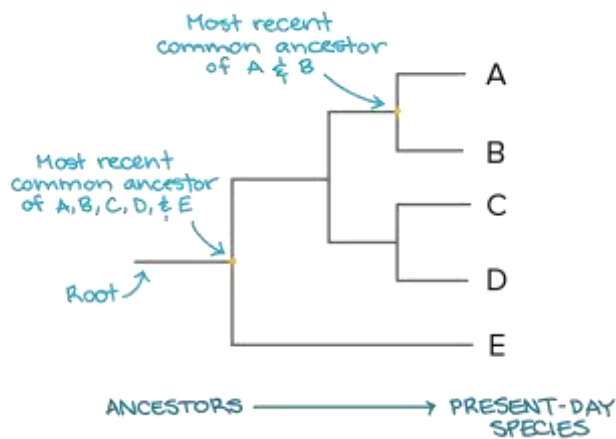 Most recent
common ancestor
of A & B
A
B
Most recent
common ancestor
of A, B, C, D, & E
C
D
Root
E
ANCESTORS
PRESENT-DAY
SPECIES